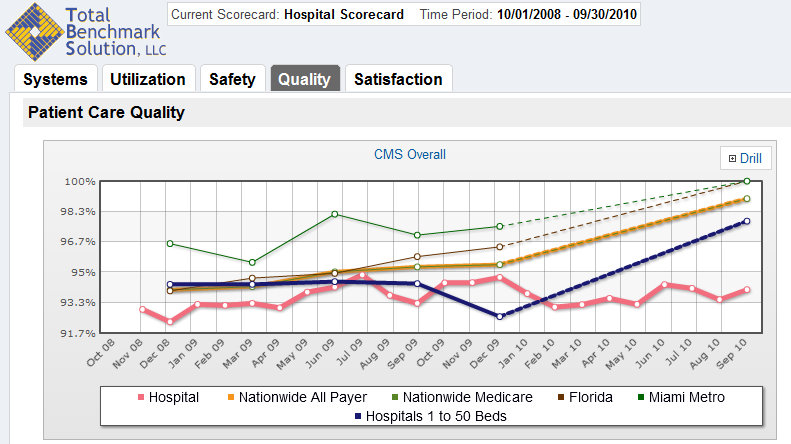 Total
Benchmark
Solution, LLC
Current Scorecard: Hospital Scorecard Time Period: 10/01/2008 - 09/30/2010
Systems Utilization Safety Quality Satisfaction
Patient Care Quality
CMS Overall
Drill
100%
98.3%
96.7%
95%
93.3%
91.7%
Oct 08 Nov 08 Dec 08 Jan 09 Feb 09 Mar 09 Apr 09 May 09 Jun 09 Jul 09 Aug 09 Sep 09 Oct 09 Nov 09 Dec 09 Jan 10 Feb 10 Mar 10 Apr 10 May 10 Jun 10 Jul 10 Aug 10 Sep 10
Hospital Nationwide All Payer Nationwide Medicare Florida Miami Metro
Hospitals 1 to 50 Beds